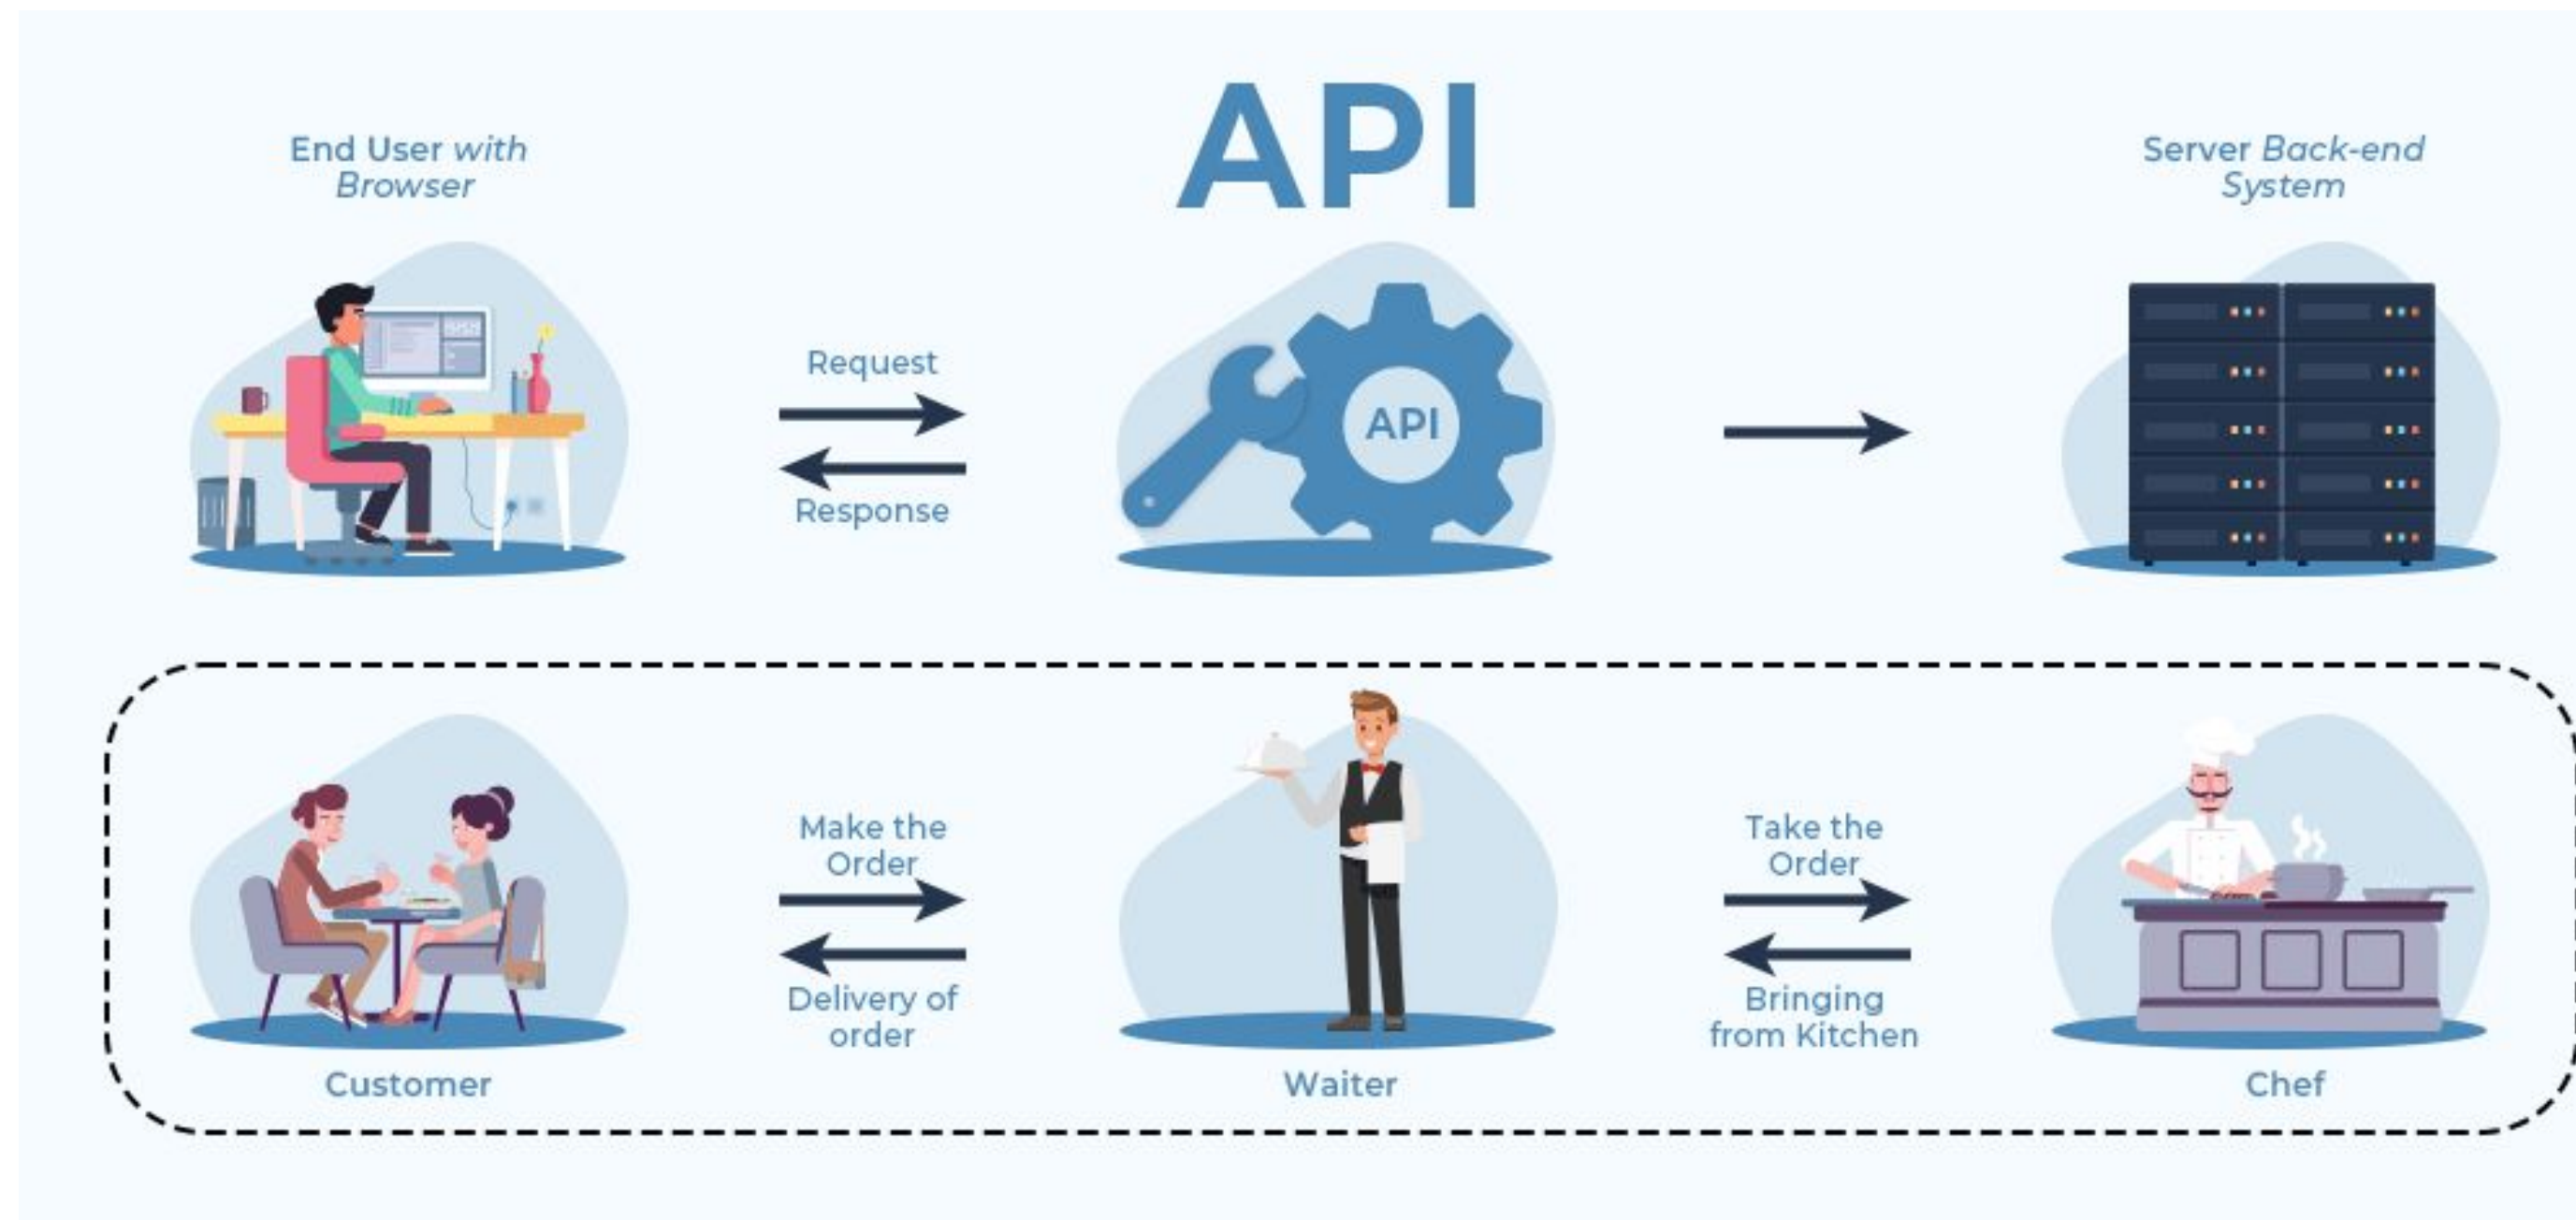 API
End User with
Browser
Server Back-end
System
Request
API
Response
Make the
Order
Take the
Order
Delivery of
order
Bringing
from Kitchen
Customer
Waiter
Chef